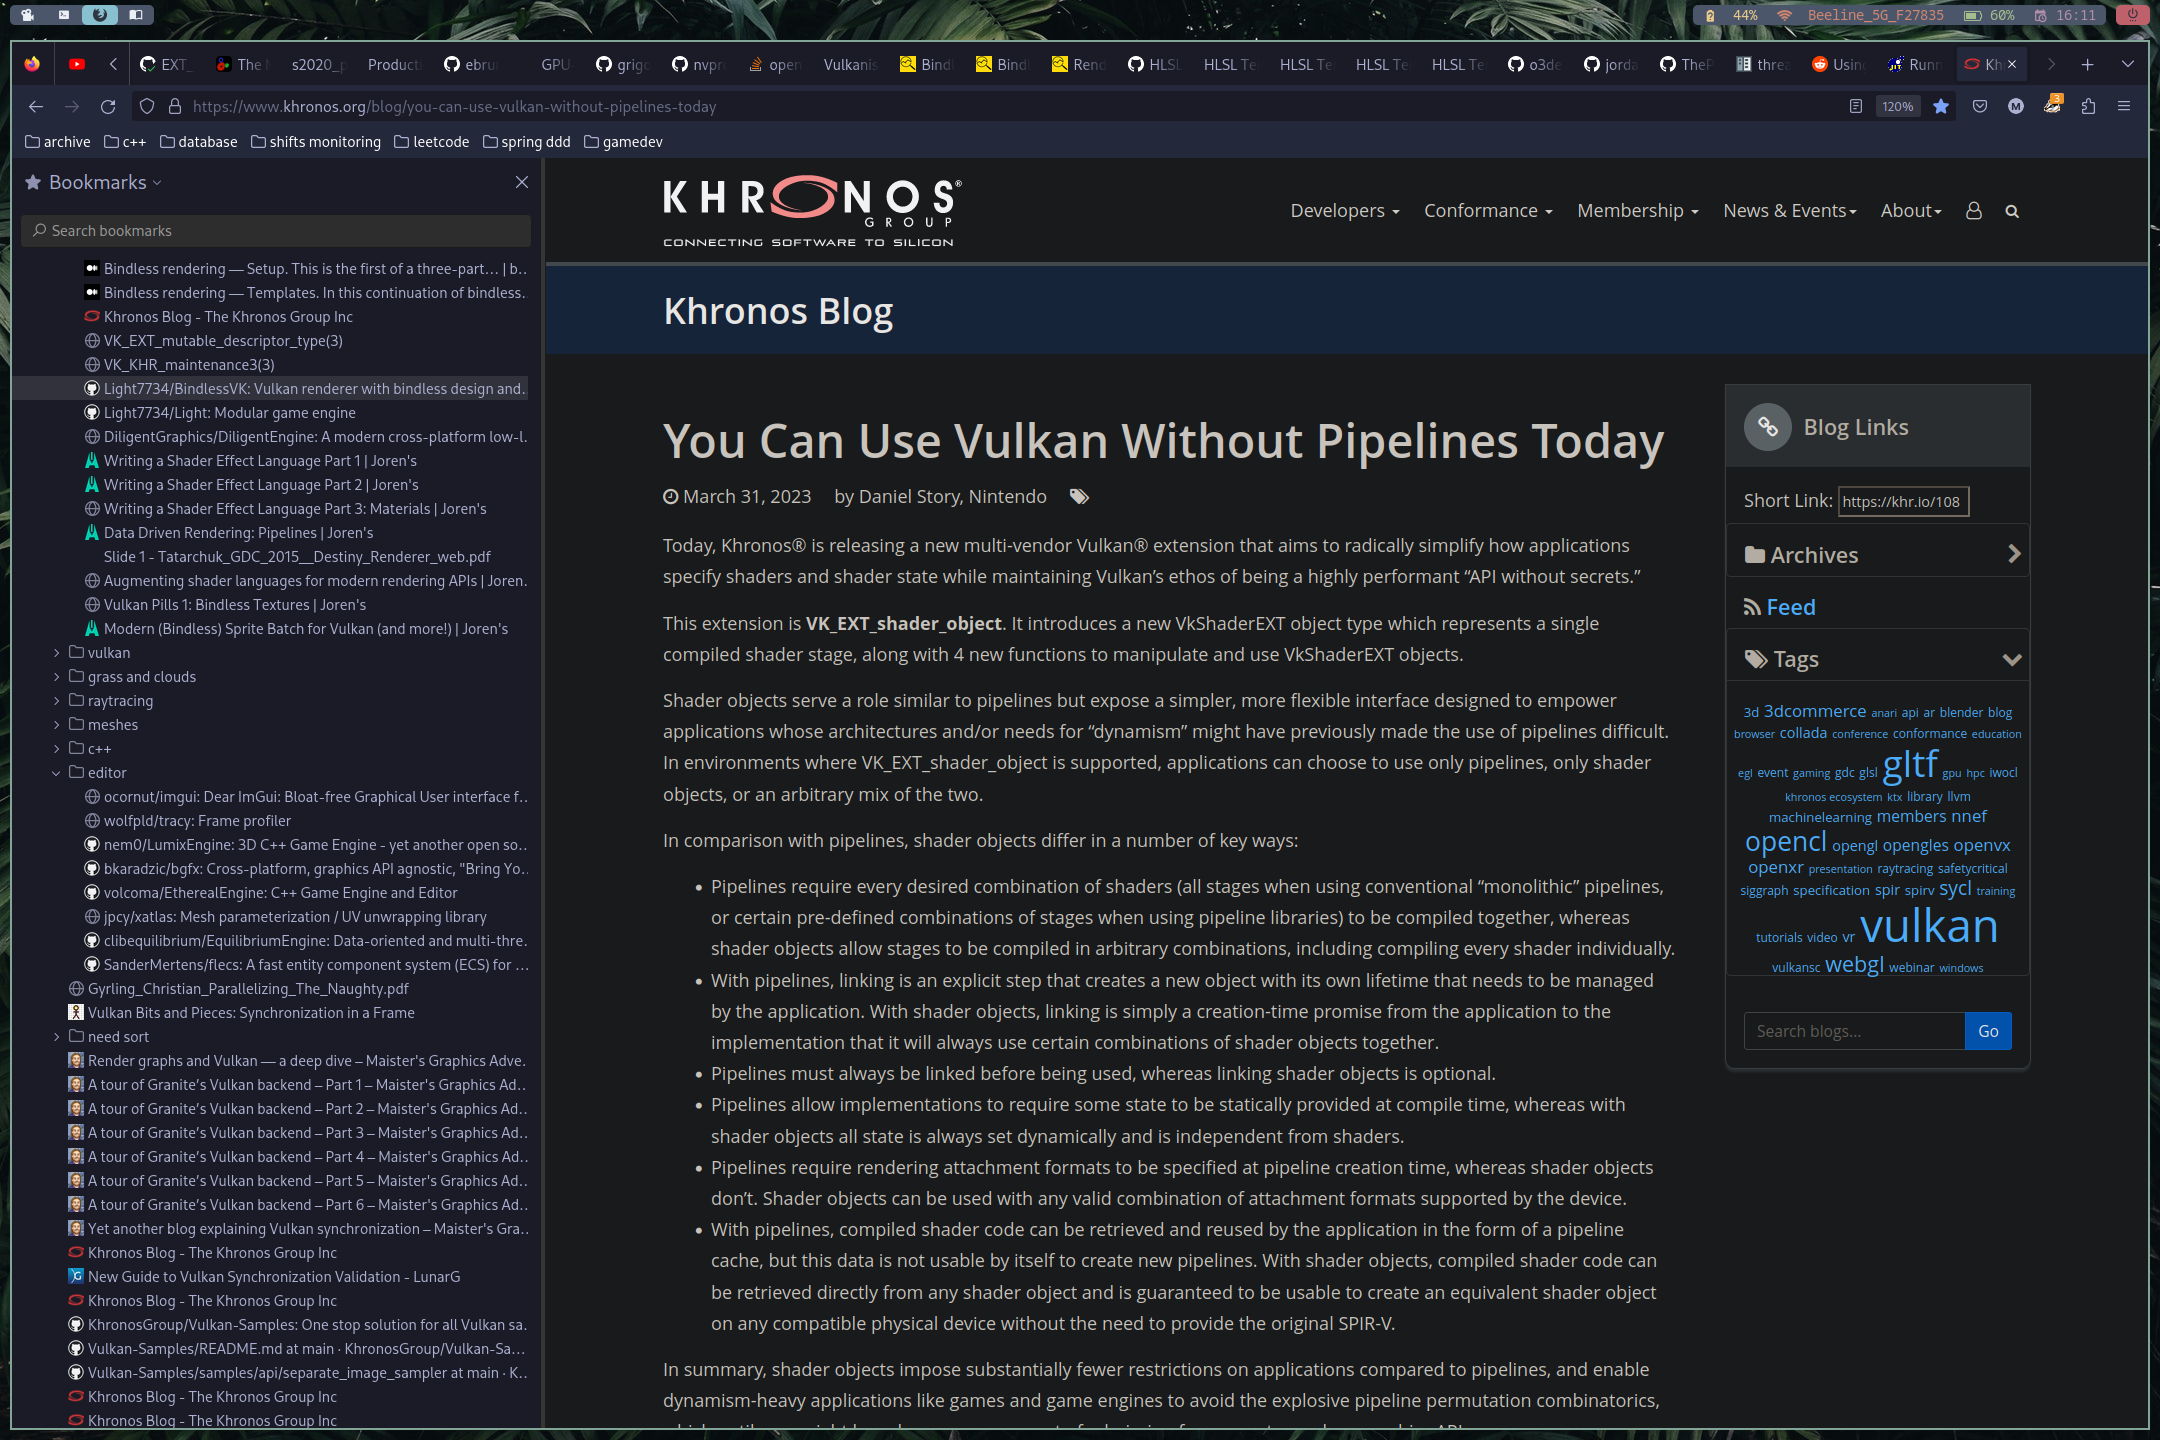 44% Beeline_5G_F27835 60% 16:11
EXT_ The N s2020_p Producti ebrui GPU- grigo nvpr open Vulkanis Bindl Bindl Rend HLSL HLSL Te HLSL Te HLSL Te HLSL Te o3de jorda TheP threa Using Runn Kh
https://www.khronos.org/blog/you-can-use-vulkan-without-pipelines-today 120% M 3
archive c++ database shifts monitoring leetcode spring ddd gamedev
Bookmarks
Search bookmarks
Bindless rendering — Setup. This is the first of a three-part… | b…
Bindless rendering — Templates. In this continuation of bindless…
Khronos Blog - The Khronos Group Inc
VK_EXT_mutable_descriptor_type(3)
VK_KHR_maintenance3(3)
Light7734/BindlessVK: Vulkan renderer with bindless design and…
Light7734/Light: Modular game engine
DiligentGraphics/DiligentEngine: A modern cross-platform low-l…
Writing a Shader Effect Language Part 1 | Joren's
Writing a Shader Effect Language Part 2 | Joren's
Writing a Shader Effect Language Part 3: Materials | Joren's
Data Driven Rendering: Pipelines | Joren's
Slide 1 - Tatarchuk_GDC_2015__Destiny_Renderer_web.pdf
Augmenting shader languages for modern rendering APIs | Joren…
Vulkan Pills 1: Bindless Textures | Joren's
Modern (Bindless) Sprite Batch for Vulkan (and more!) | Joren's
vulkan
grass and clouds
raytracing
meshes
c++
editor
ocornut/imgui: Dear ImGui: Bloat-free Graphical User interface f…
wolfpld/tracy: Frame profiler
nem0/LumixEngine: 3D C++ Game Engine - yet another open so…
bkaradzic/bgfx: Cross-platform, graphics API agnostic, "Bring Yo…
volcoma/EtherealEngine: C++ Game Engine and Editor
jpcy/xatlas: Mesh parameterization / UV unwrapping library
clibequilibrium/EquilibriumEngine: Data-oriented and multi-thre…
SanderMertens/flecs: A fast entity component system (ECS) for …
Gyrling_Christian_Parallelizing_The_Naughty.pdf
Vulkan Bits and Pieces: Synchronization in a Frame
need sort
Render graphs and Vulkan — a deep dive – Maister's Graphics Adve…
A tour of Granite’s Vulkan backend – Part 1 – Maister's Graphics Ad…
A tour of Granite’s Vulkan backend – Part 2 – Maister's Graphics Ad…
A tour of Granite’s Vulkan backend – Part 3 – Maister's Graphics Ad…
A tour of Granite’s Vulkan backend – Part 4 – Maister's Graphics Ad…
A tour of Granite’s Vulkan backend – Part 5 – Maister's Graphics Ad…
A tour of Granite’s Vulkan backend – Part 6 – Maister's Graphics Ad…
Yet another blog explaining Vulkan synchronization – Maister's Gra…
Khronos Blog - The Khronos Group Inc
New Guide to Vulkan Synchronization Validation - LunarG
Khronos Blog - The Khronos Group Inc
KhronosGroup/Vulkan-Samples: One stop solution for all Vulkan sa…
Vulkan-Samples/README.md at main · KhronosGroup/Vulkan-Sa…
Vulkan-Samples/samples/api/separate_image_sampler at main · K…
Khronos Blog - The Khronos Group Inc
Khronos Blog - The Khronos Group Inc
KHRONOS®
GROUP
CONNECTING SOFTWARE TO SILICON
Developers Conformance Membership News & Events About
Khronos Blog
You Can Use Vulkan Without Pipelines Today
March 31, 2023 by Daniel Story, Nintendo
Today, Khronos® is releasing a new multi-vendor Vulkan® extension that aims to radically simplify how applications
specify shaders and shader state while maintaining Vulkan’s ethos of being a highly performant “API without secrets.”
This extension is VK_EXT_shader_object. It introduces a new VkShaderEXT object type which represents a single
compiled shader stage, along with 4 new functions to manipulate and use VkShaderEXT objects.
Shader objects serve a role similar to pipelines but expose a simpler, more flexible interface designed to empower
applications whose architectures and/or needs for “dynamism” might have previously made the use of pipelines difficult.
In environments where VK_EXT_shader_object is supported, applications can choose to use only pipelines, only shader
objects, or an arbitrary mix of the two.
In comparison with pipelines, shader objects differ in a number of key ways:
• Pipelines require every desired combination of shaders (all stages when using conventional “monolithic” pipelines,
or certain pre-defined combinations of stages when using pipeline libraries) to be compiled together, whereas
shader objects allow stages to be compiled in arbitrary combinations, including compiling every shader individually.
• With pipelines, linking is an explicit step that creates a new object with its own lifetime that needs to be managed
by the application. With shader objects, linking is simply a creation-time promise from the application to the
implementation that it will always use certain combinations of shader objects together.
• Pipelines must always be linked before being used, whereas linking shader objects is optional.
• Pipelines allow implementations to require some state to be statically provided at compile time, whereas with
shader objects all state is always set dynamically and is independent from shaders.
• Pipelines require rendering attachment formats to be specified at pipeline creation time, whereas shader objects
don’t. Shader objects can be used with any valid combination of attachment formats supported by the device.
• With pipelines, compiled shader code can be retrieved and reused by the application in the form of a pipeline
cache, but this data is not usable by itself to create new pipelines. With shader objects, compiled shader code can
be retrieved directly from any shader object and is guaranteed to be usable to create an equivalent shader object
on any compatible physical device without the need to provide the original SPIR-V.
In summary, shader objects impose substantially fewer restrictions on applications compared to pipelines, and enable
dynamism-heavy applications like games and game engines to avoid the explosive pipeline permutation combinatorics,
Blog Links
Short Link: https://khr.io/108
Archives
Feed
Tags
3d 3dcommerce anari api ar blender blog
browser collada conference conformance education
egl event gaming gdc glsl gltf gpu hpc iwocl
khronos ecosystem ktx library llvm
machinelearning members nnef
opencl opengl opengles openvx
openxr presentation raytracing safetycritical
siggraph specification spir spirv sycl training
tutorials video vr vulkan
vulkansc webgl webinar windows
Search blogs... Go